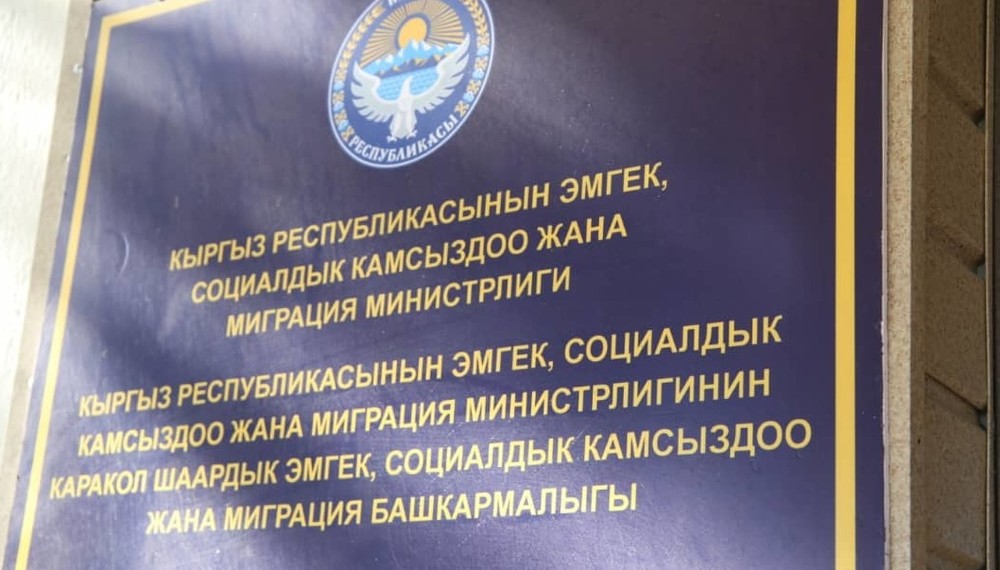 РЕСПУБЛИКАСЫ
КЫРГЫЗ РЕСПУБЛИКАСЫНЫН ЭМГЕК,
СОЦИАЛДЫК КАМСЫЗДОО ЖАНА
МИГРАЦИЯ МИНИСТРЛИГИ
КЫРГЫЗ РЕСПУБЛИКАСЫНЫН ЭМГЕК, СОЦИАЛДЫК
КАМСЫЗДОО ЖАНА МИГРАЦИЯ МИНИСТРЛИГИНИН
КАРАКОЛ ШААРДЫК ЭМГЕК, СОЦИАЛДЫК КАМСЫЗДОО
ЖАНА МИГРАЦИЯ БАШКАРМАЛЫГЫ